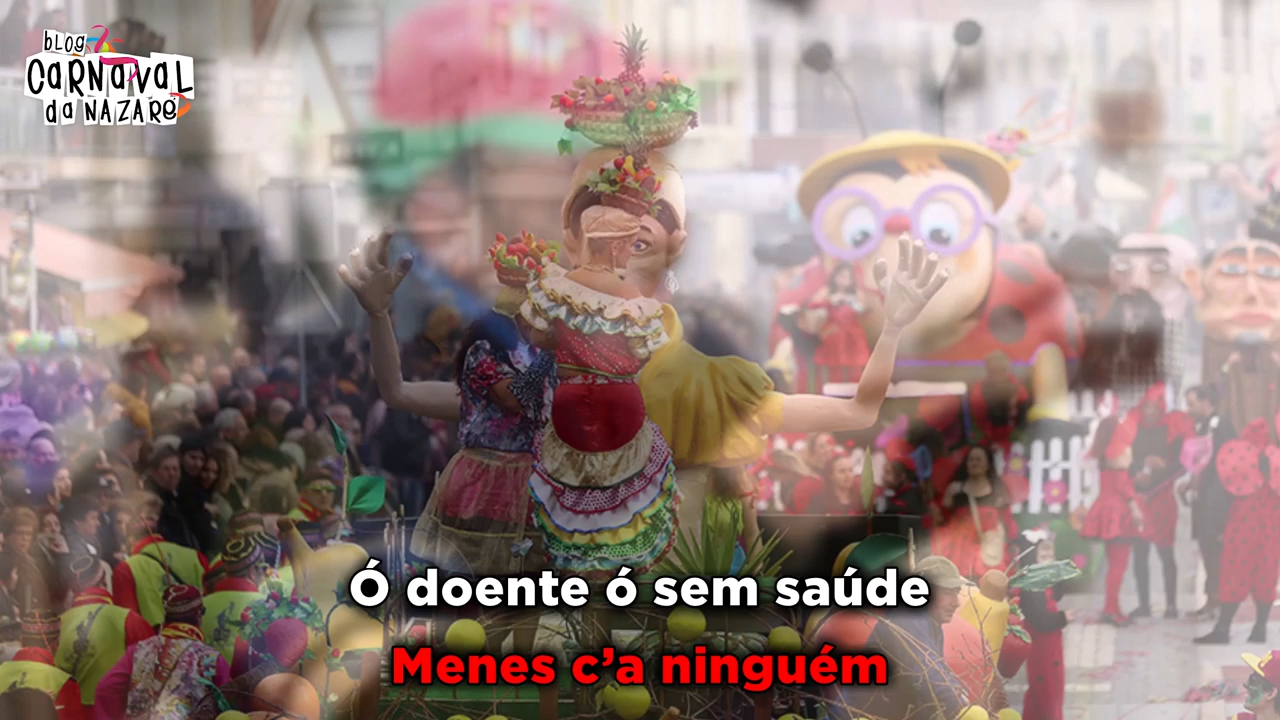 BLOG
CARNAVAL
DA NAZARÉ
Ó doente ó sem saúde
Menes c’a ninguém